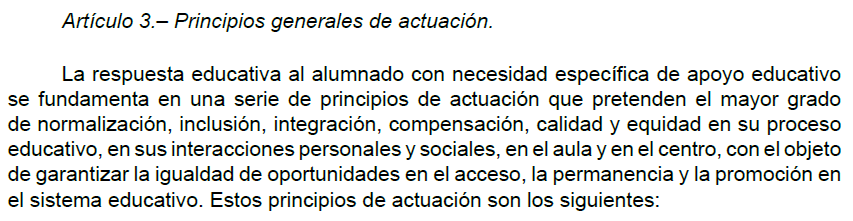 Artículo 3.– Principios generales de actuación.
La respuesta educativa al alumnado con necesidad específica de apoyo educativo
se fundamenta en una serie de principios de actuación que pretenden el mayor grado
de normalización, inclusión, integración, compensación, calidad y equidad en su proceso
educativo, en sus interacciones personales y sociales, en el aula y en el centro, con el objeto
de garantizar la igualdad de oportunidades en el acceso, la permanencia y la promoción en
el sistema educativo. Estos principios de actuación son los siguientes: